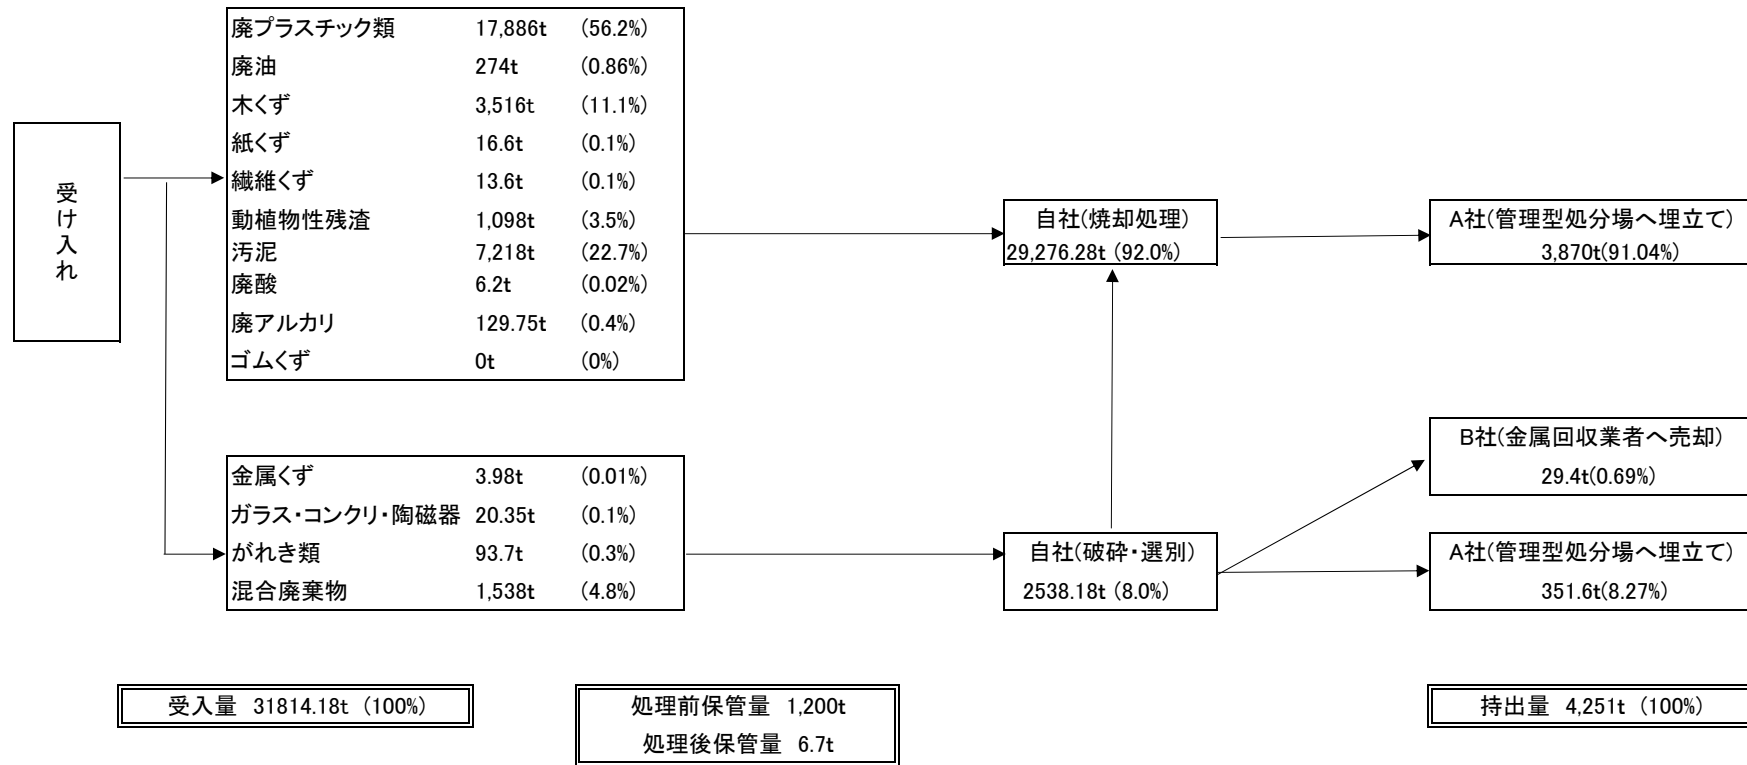 受け入れ
廃プラスチック類 17,886t (56.2%)
廃油 274t (0.86%)
木くず 3,516t (11.1%)
紙くず 16.6t (0.1%)
繊維くず 13.6t (0.1%)
動植物性残渣 1,098t (3.5%)
汚泥 7,218t (22.7%)
廃酸 6.2t (0.02%)
廃アルカリ 129.75t (0.4%)
ゴムくず 0t (0%)
自社(焼却処理)
29,276.28t (92.0%)
A社(管理型処分場へ埋立て)
3,870t(91.04%)
金属くず 3.98t (0.01%)
ガラス・コンクリ・陶磁器 20.35t (0.1%)
がれき類 93.7t (0.3%)
混合廃棄物 1,538t (4.8%)
自社(破砕・選別)
2538.18t (8.0%)
B社(金属回収業者へ売却)
29.4t(0.69%)
A社(管理型処分場へ埋立て)
351.6t(8.27%)
受入量 31814.18t (100%)
処理前保管量 1,200t
処理後保管量 6.7t
持出量 4,251t (100%)